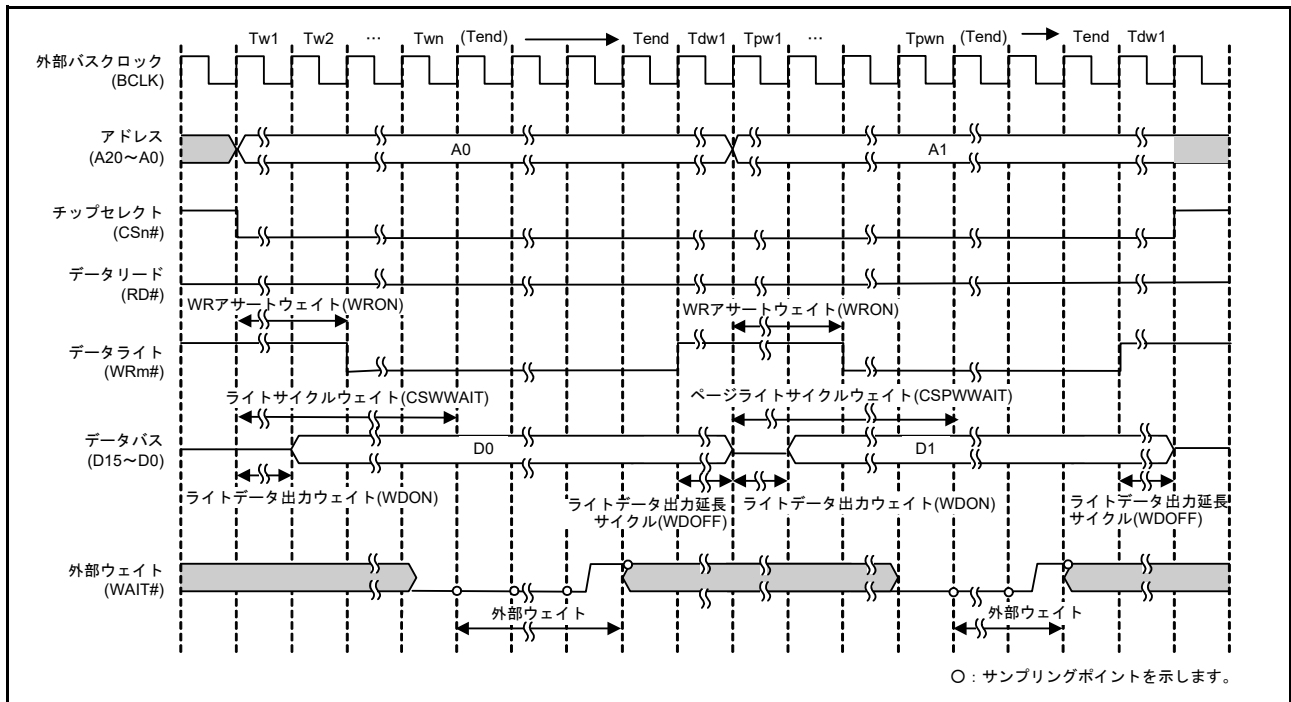 Tw1 Tw2 … Twn (Tend) Tend Tdw1 Tpw1 … Tpwn (Tend) Tend Tdw1
外部バスクロック
(BCLK)
アドレス
(A20～A0)
A0
A1
チップセレクト
(CSn#)
データリード
(RD#)
WRアサートウェイト(WRON)
WRアサートウェイト(WRON)
データライト
(WRm#)
ライトサイクルウェイト(CSWWAIT)
ページライトサイクルウェイト(CSPWWAIT)
データバス
(D15～D0)
D0
D1
ライトデータ出力ウェイト(WDON)
ライトデータ出力延長
サイクル(WDOFF)
ライトデータ出力ウェイト(WDON)
ライトデータ出力延長
サイクル(WDOFF)
外部ウェイト
(WAIT#)
外部ウェイト
外部ウェイト
○：サンプリングポイントを示します。